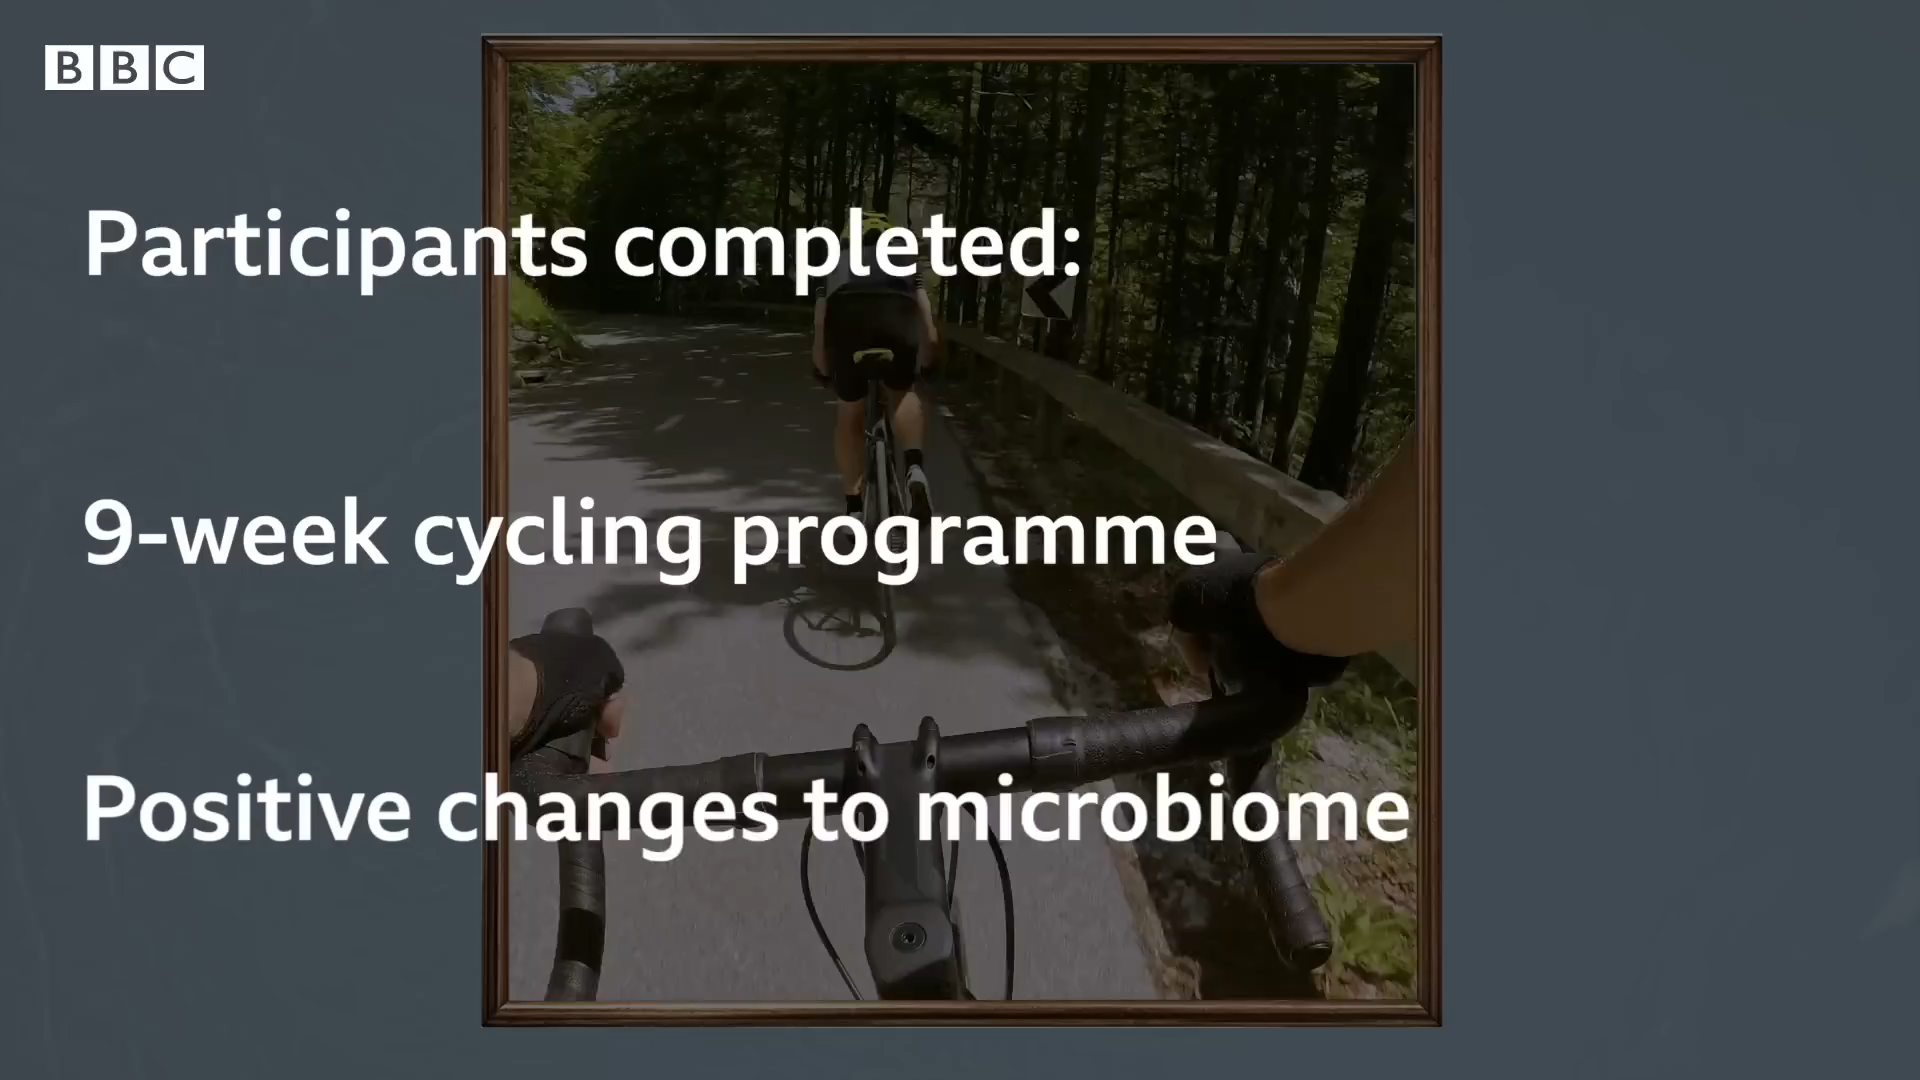 BBC
Participants completed:
9-week cycling programme
Positive changes to microbiome